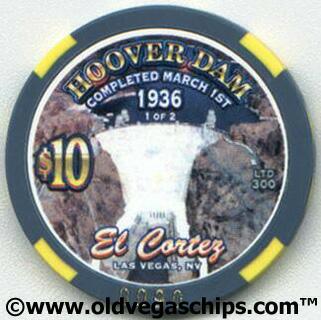 HOOVER DAM
COMPLETED MARCH 1ST
1936
1 OF 2
$10
LTD
300
El Cortez
LAS VEGAS, NV
©™www.oldvegaschips.com™©